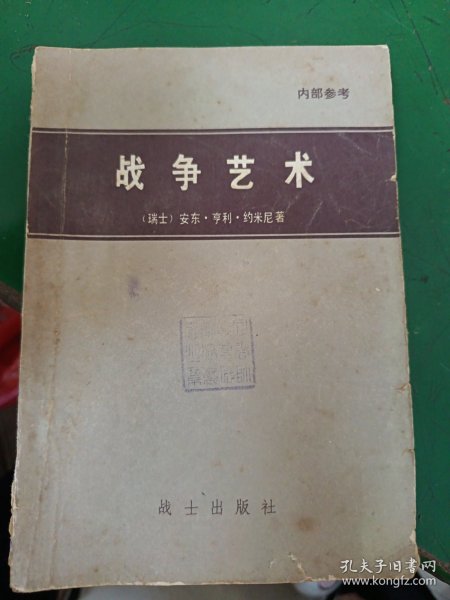 内部参考
战争艺术
（瑞士）安东·亨利·约米尼著
战士出版社
孔夫子旧书网
www.kongfz.com